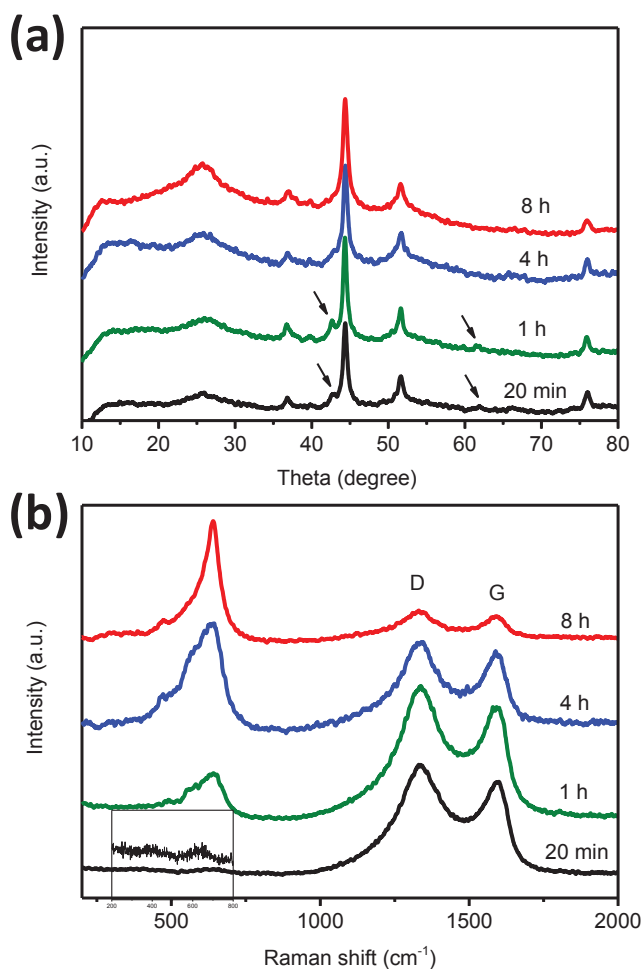 (a)
Intensity (a.u.)
8 h
4 h
1 h
20 min
10 20 30 40 50 60 70 80
Theta (degree)
(b)
Intensity (a.u.)
D G
8 h
4 h
1 h
20 min
200 400 600 800
500 1000 1500 2000
Raman shift (cm⁻¹)